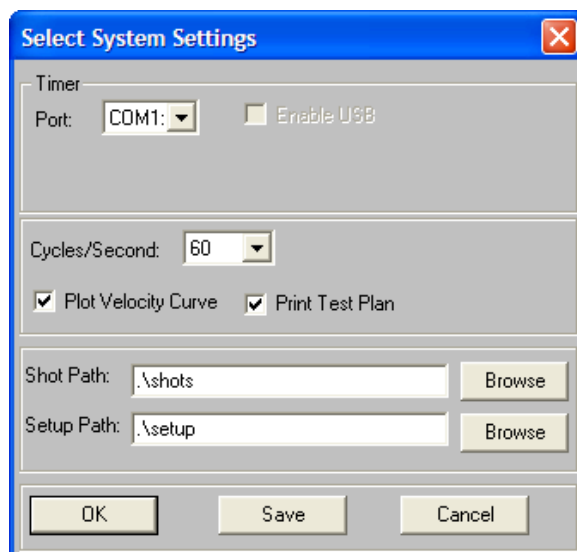 Select System Settings
Timer
Port: COM1: Enable USB
Cycles/Second: 60
Plot Velocity Curve Print Test Plan
Shot Path: .\shots Browse
Setup Path: .\setup Browse
OK Save Cancel